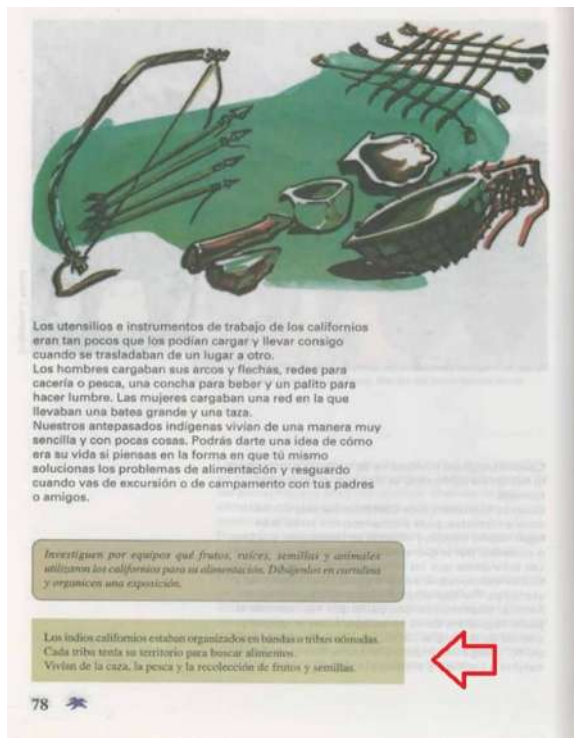 Los utensilios e instrumentos de trabajo de los californios
eran tan pocos que los podían cargar y llevar consigo
cuando se trasladaban de un lugar a otro.
Los hombres cargaban sus arcos y flechas, redes para
cacería o pesca, una concha para beber y un palito para
hacer lumbre. Las mujeres cargaban una red en la que
llevaban una batea grande y una taza.
Nuestros antepasados indígenas vivían de una manera muy
sencilla y con pocas cosas. Podrás darte una idea de cómo
era su vida si piensas en la forma en que tú mismo
solucionas los problemas de alimentación y resguardo
cuando vas de excursión o de campamento con tus padres
o amigos.
Investiguen por equipos qué frutos, raíces, semillas y animales
utilizaron los californios para su alimentación. Dibújenlos en cartulina
y organicen una exposición.
Los indios californios estaban organizados en bandas o tribus nómadas.
Cada tribu tenía su territorio para buscar alimentos.
Vivían de la caza, la pesca y la recolección de frutos y semillas.
78